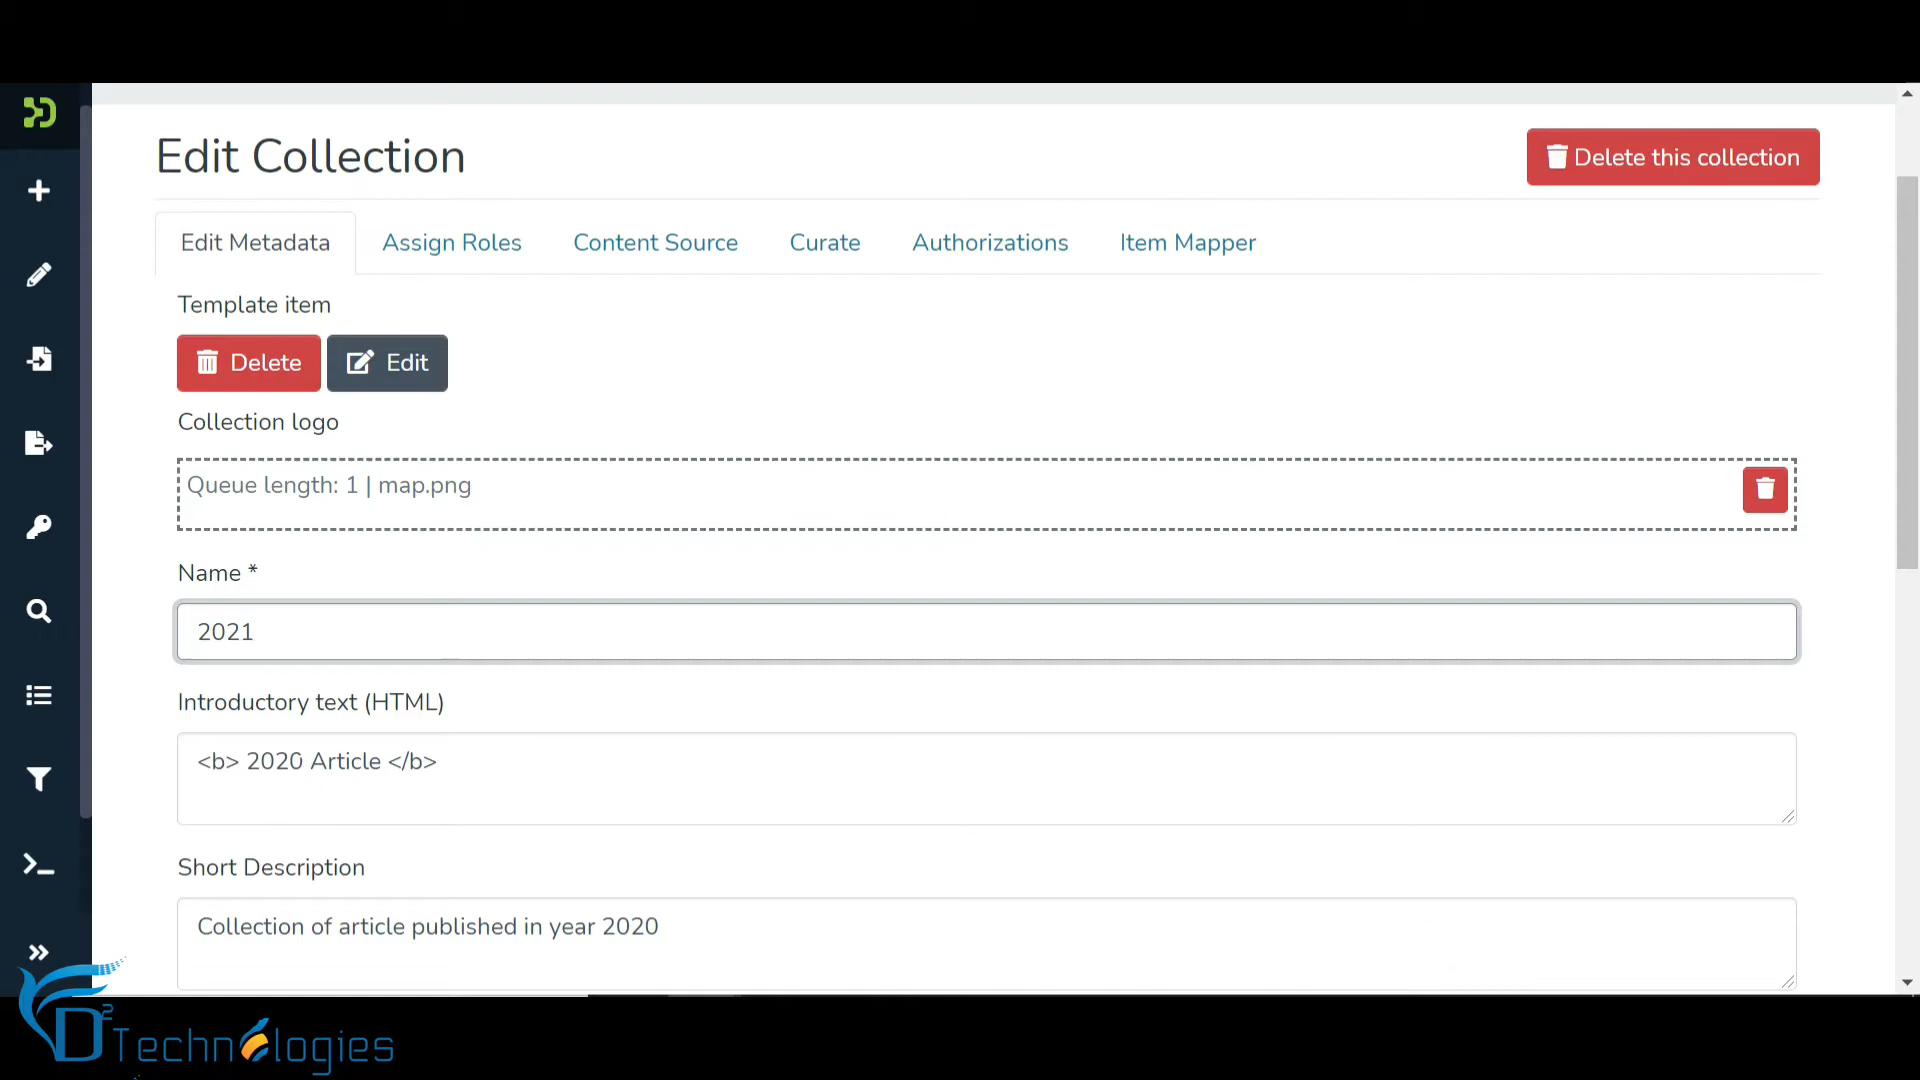 Edit Collection
Delete this collection
Edit Metadata
Assign Roles
Content Source
Curate
Authorizations
Item Mapper
Template item
Delete
Edit
Collection logo
Queue length: 1 | map.png
Name *
2021
Introductory text (HTML)
<b> 2020 Article </b>
Short Description
Collection of article published in year 2020
D2 Technologies